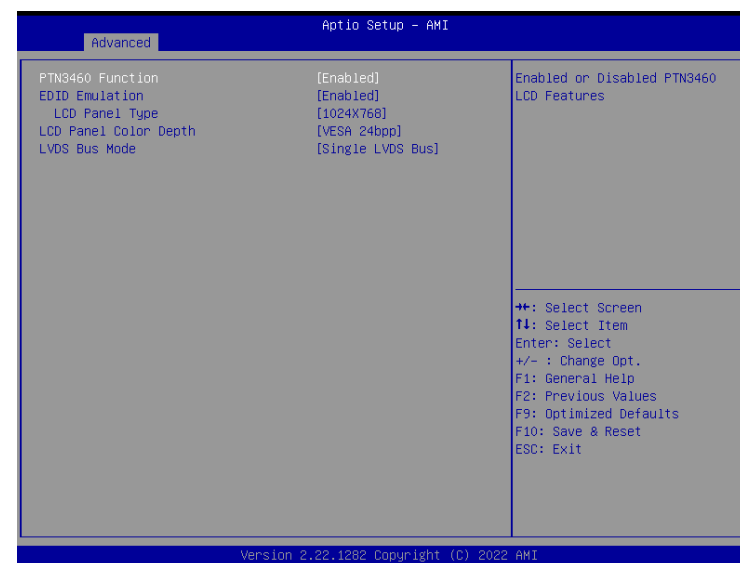 Aptio Setup – AMI
Advanced
PTN3460 Function [Enabled]
EDID Emulation [Enabled]
LCD Panel Type [1024X768]
LCD Panel Color Depth [VESA 24bpp]
LVDS Bus Mode [Single LVDS Bus]
Enabled or Disabled PTN3460
LCD Features
→←: Select Screen
↑↓: Select Item
Enter: Select
+/- : Change Opt.
F1: General Help
F2: Previous Values
F9: Optimized Defaults
F10: Save & Reset
ESC: Exit
Version 2.22.1282 Copyright (C) 2022 AMI